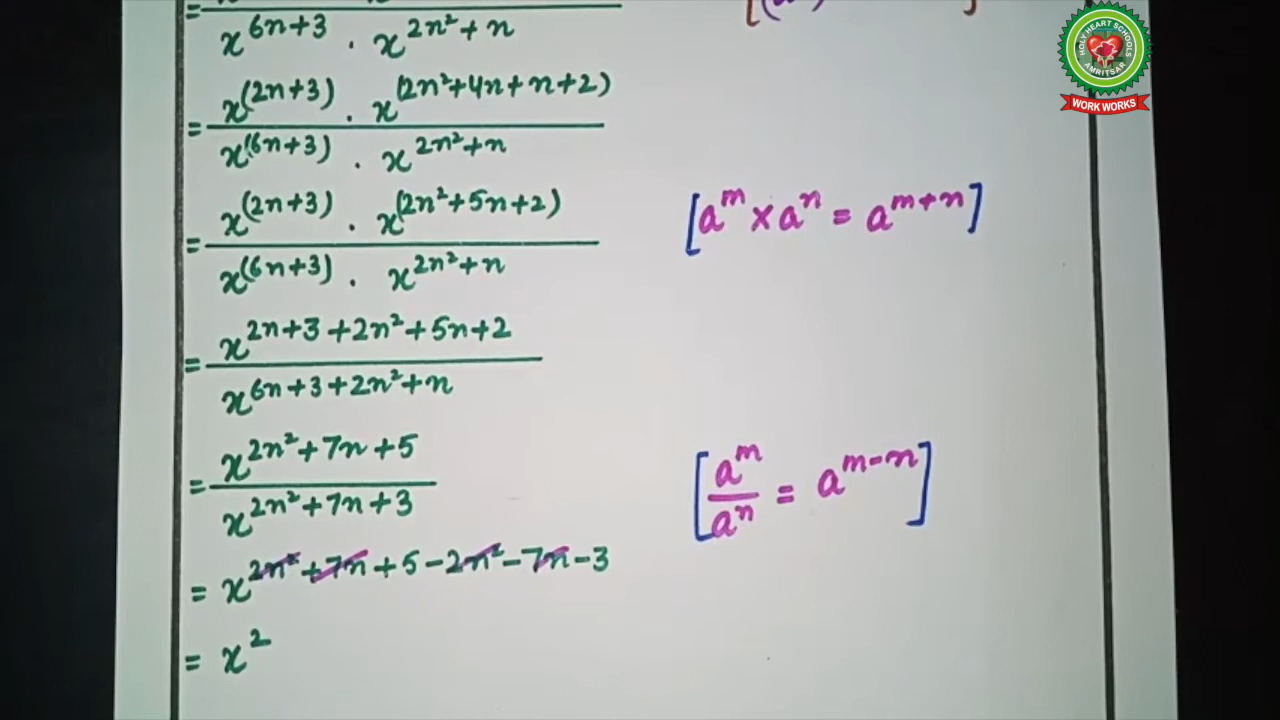 = x^{6n+3} . x^{2n²+n}
= x^{(2n+3)} . x^{(2n²+4n+n+2)} / x^{(6n+3)} . x^{2n²+n}
= x^{(2n+3)} . x^{(2n²+5n+2)} / x^{(6n+3)} . x^{2n²+n}
[a^m × a^n = a^{m+n}]
= x^{2n+3+2n²+5n+2} / x^{6n+3+2n²+n}
= x^{2n²+7n+5} / x^{2n²+7n+3}
[a^m / a^n = a^{m-n}]
= x^{2n²+7n+5-2n²-7n-3}
= x²
HOLY HEART SCHOOLS
AMRITSAR
WORK WORKS